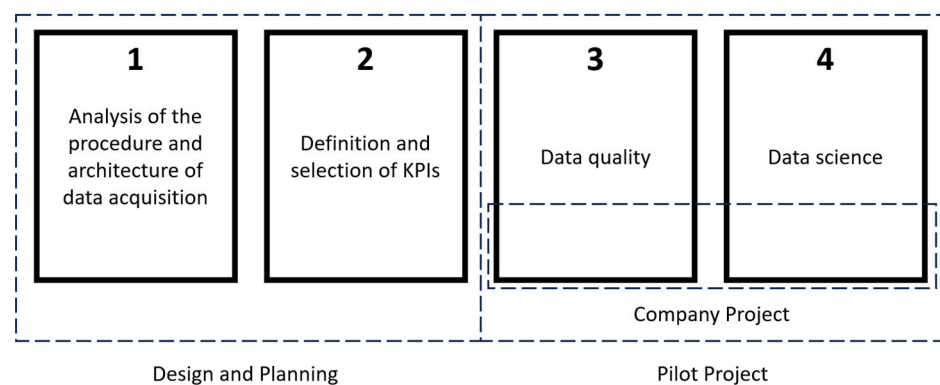 1
Analysis of the
procedure and
architecture of
data acquisition
2
Definition and
selection of KPIs
3
Data quality
4
Data science
Company Project
Design and Planning
Pilot Project